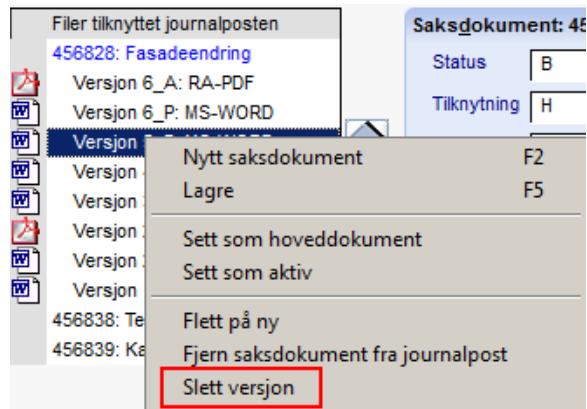 Filer tilknyttet journalposten
456828: Fasadeendring
Versjon 6_A: RA-PDF
Versjon 6_P: MS-WORD
Versjon
Versjon
Versjon
Versjon
Versjon
Versjon
456838: Te
456839: Ka
Saksdokument: 45
Status B
Tilknytning H
Nytt saksdokument F2
Lagre F5
Sett som hoveddokument
Sett som aktiv
Flett på ny
Fjern saksdokument fra journalpost
Slett versjon